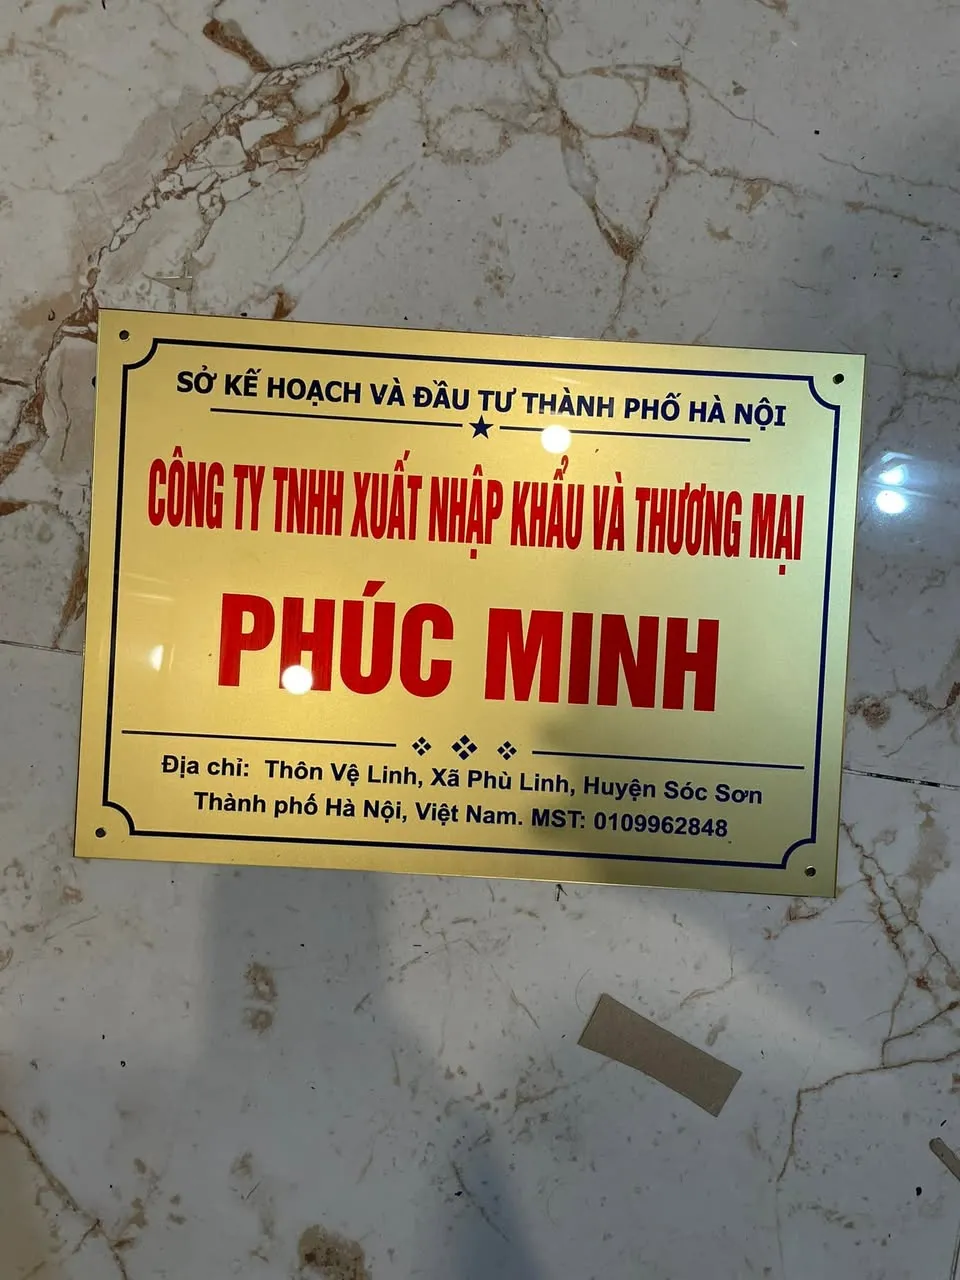 SỞ KẾ HOẠCH VÀ ĐẦU TƯ THÀNH PHỐ HÀ NỘI
CÔNG TY TNHH XUẤT NHẬP KHẨU VÀ THƯƠNG MẠI
PHÚC MINH
Địa chỉ: Thôn Vệ Linh, Xã Phù Linh, Huyện Sóc Sơn
Thành phố Hà Nội, Việt Nam. MST: 0109962848